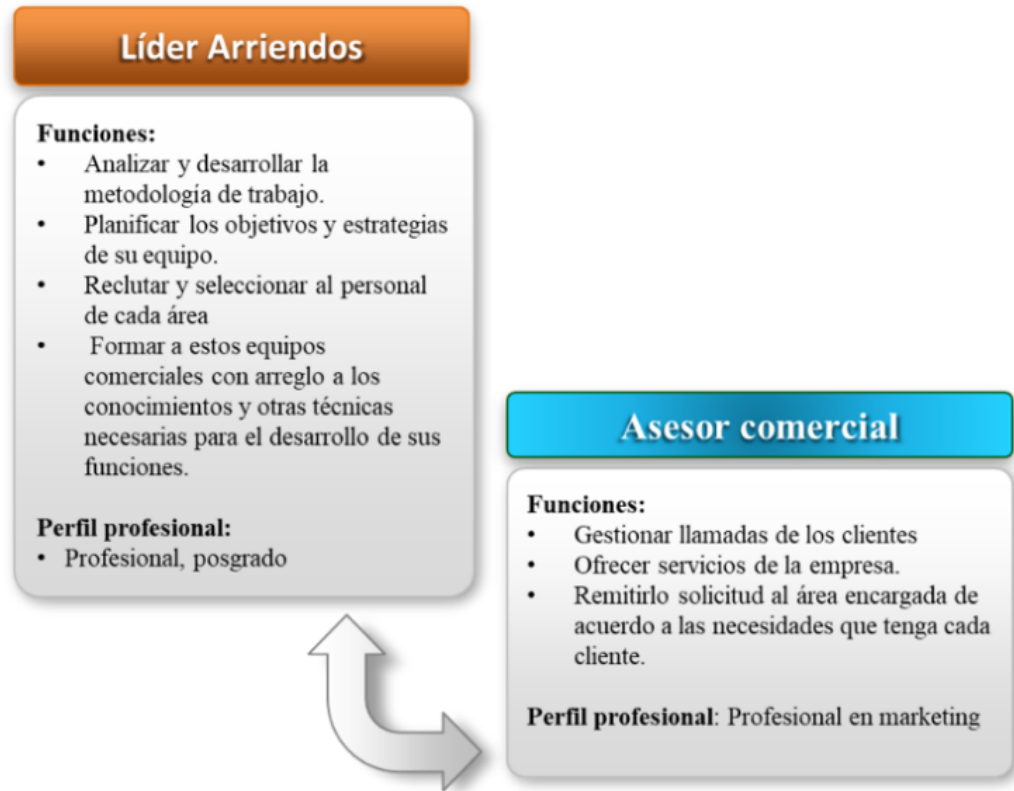 Líder Arriendos
Funciones:
• Analizar y desarrollar la
metodología de trabajo.
• Planificar los objetivos y estrategias
de su equipo.
• Reclutar y seleccionar al personal
de cada área
• Formar a estos equipos
comerciales con arreglo a los
conocimientos y otras técnicas
necesarias para el desarrollo de sus
funciones.
Perfil profesional:
• Profesional, posgrado
Asesor comercial
Funciones:
• Gestionar llamadas de los clientes
• Ofrecer servicios de la empresa.
• Remitirlo solicitud al área encargada de
acuerdo a las necesidades que tenga cada
cliente.
Perfil profesional: Profesional en marketing